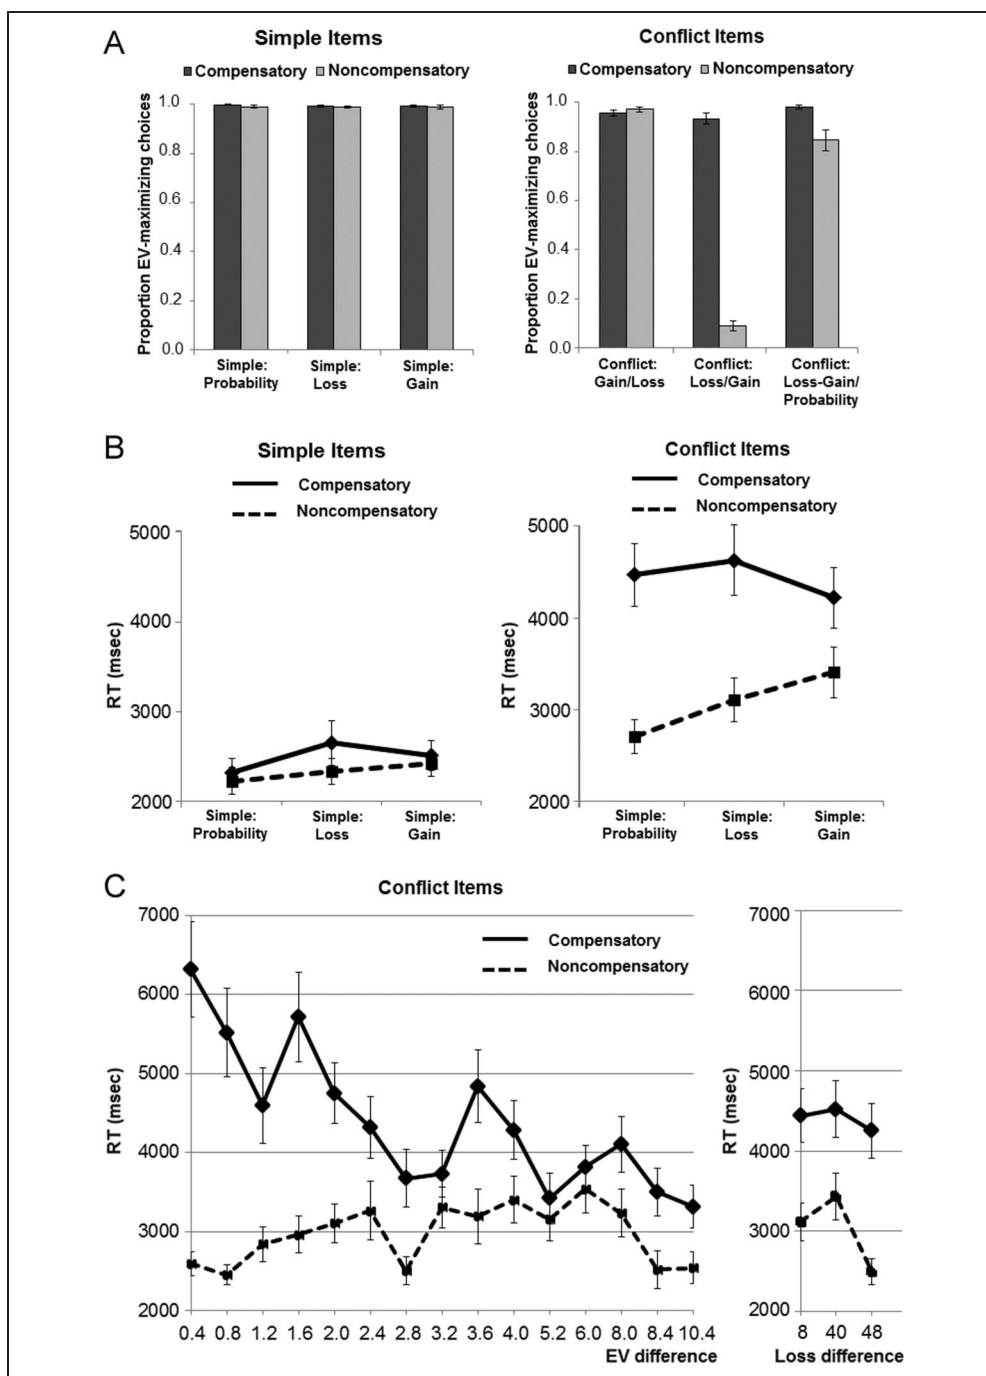 A
Simple Items
Compensatory Noncompensatory
Proportion EV-maximizing choices
1.0
0.8
0.6
0.4
0.2
0.0
Simple: Probability
Simple: Loss
Simple: Gain
Conflict Items
Compensatory Noncompensatory
Proportion EV-maximizing choices
1.0
0.8
0.6
0.4
0.2
0.0
Conflict: Gain/Loss
Conflict: Loss/Gain
Conflict: Loss-Gain/ Probability
B
Simple Items
Compensatory
Noncompensatory
RT (msec)
5000
4000
3000
2000
Simple: Probability
Simple: Loss
Simple: Gain
Conflict Items
Compensatory
Noncompensatory
RT (msec)
5000
4000
3000
2000
Simple: Probability
Simple: Loss
Simple: Gain
C
Conflict Items
Compensatory
Noncompensatory
RT (msec)
7000
6000
5000
4000
3000
2000
0.4 0.8 1.2 1.6 2.0 2.4 2.8 3.2 3.6 4.0 5.2 6.0 8.0 8.4 10.4
EV difference
RT (msec)
7000
6000
5000
4000
3000
2000
8 40 48
Loss difference